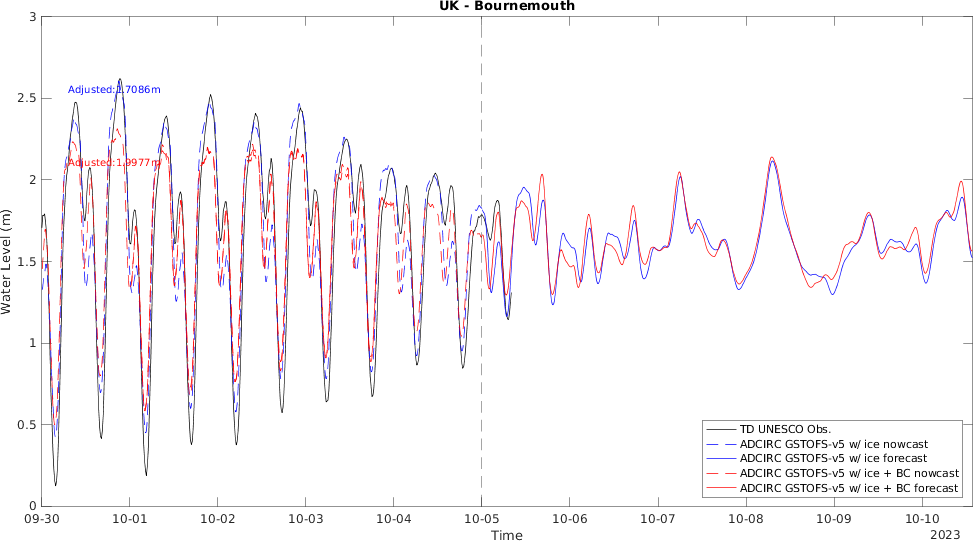 UK - Bournemouth
3
2.5
2
1.5
1
0.5
0
Water Level (m)
Adjusted:1.7086m
Adjusted:1.9977m
09-30
10-01
10-02
10-03
10-04
10-05
10-06
10-07
10-08
10-09
10-10
2023
Time
TD UNESCO Obs.
ADCIRC GSTOFS-v5 w/ ice nowcast
ADCIRC GSTOFS-v5 w/ ice forecast
ADCIRC GSTOFS-v5 w/ ice + BC nowcast
ADCIRC GSTOFS-v5 w/ ice + BC forecast